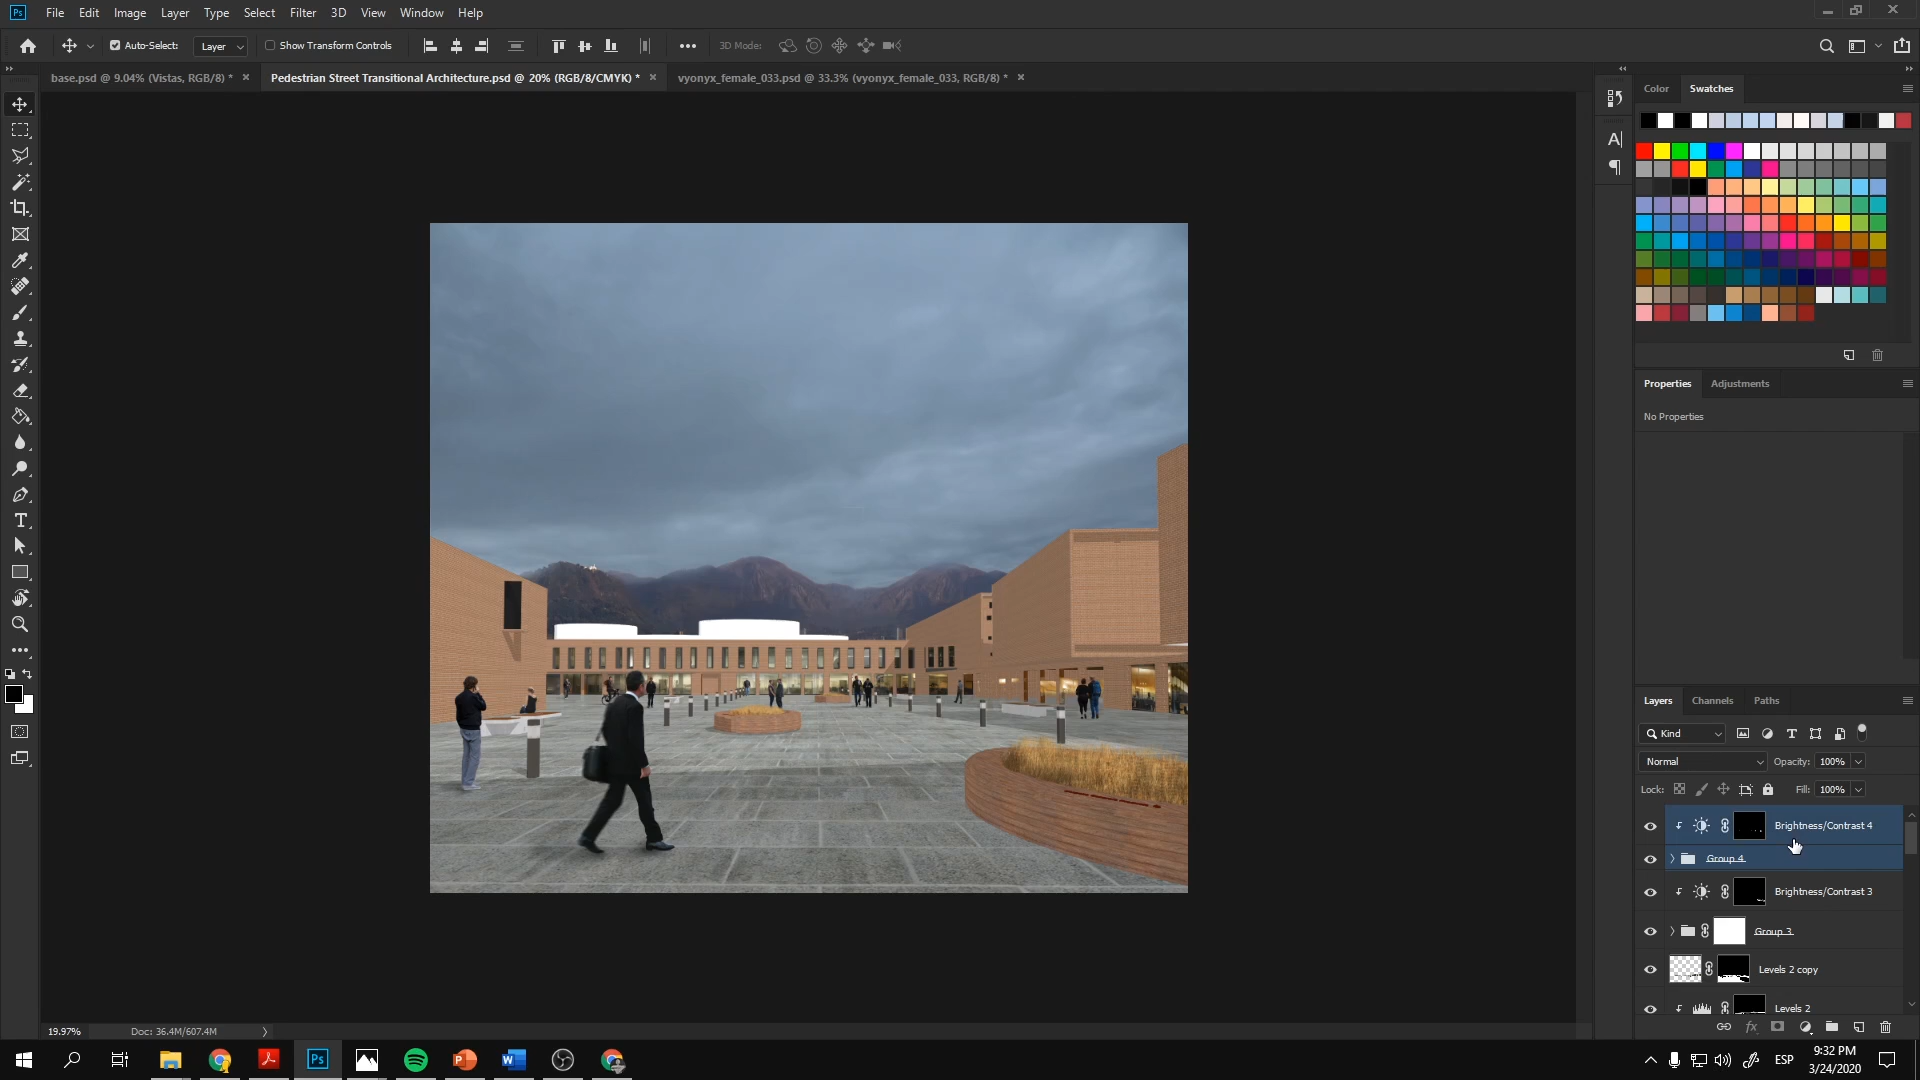 Ps File Edit Image Layer Type Select Filter 3D View Window Help
Auto-Select: Layer Show Transform Controls 3D Mode:
base.psd @ 9.04% (Vistas, RGB/8) * Pedestrian Street Transitional Architecture.psd @ 20% (RGB/8/CMYK) * vyonyx_female_033.psd @ 33.3% (vyonyx_female_033, RGB/8) *
Color Swatches
Properties Adjustments
No Properties
Layers Channels Paths
Kind
Normal Opacity: 100%
Lock: Fill: 100%
Brightness/Contrast 4
Group 4
Brightness/Contrast 3
Group 3
Levels 2 copy
Levels 2
19.97% Doc: 36.4M/607.4M
ESP 9:32 PM
3/24/2020